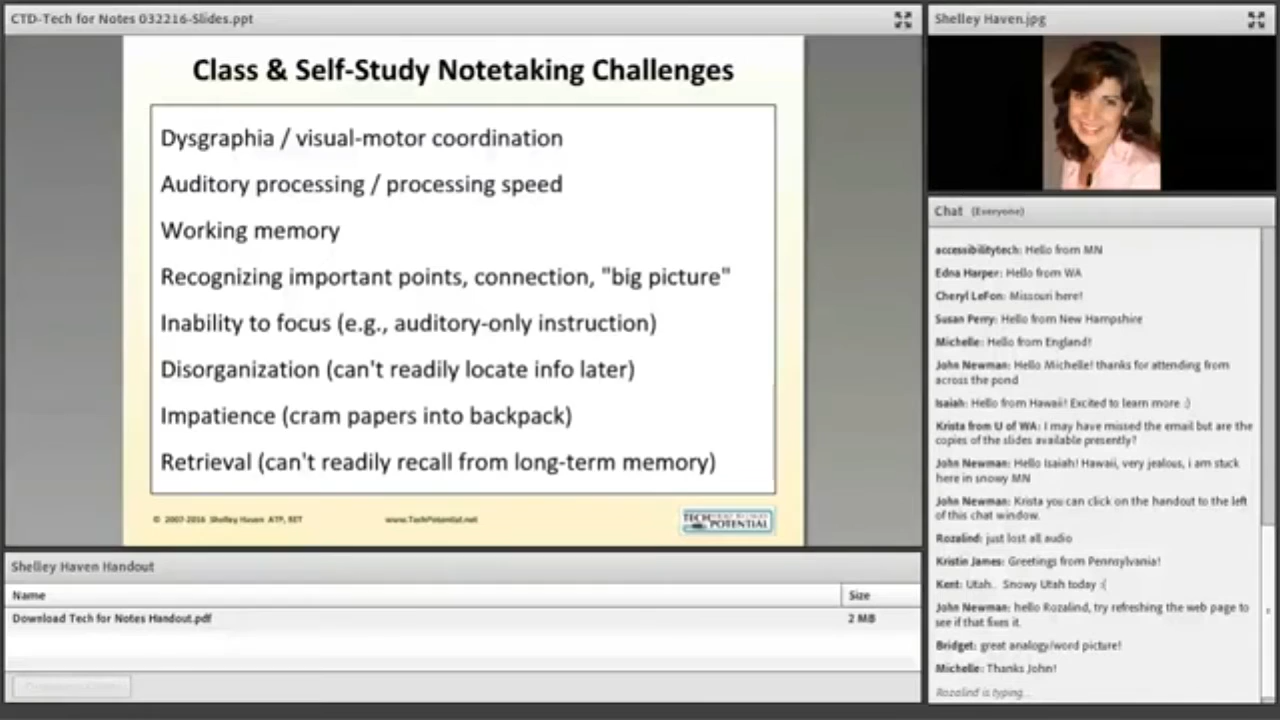 CTD-Tech for Notes 032216-Slides.ppt
Class & Self-Study Notetaking Challenges
Dysgraphia / visual-motor coordination
Auditory processing / processing speed
Working memory
Recognizing important points, connection, "big picture"
Inability to focus (e.g., auditory-only instruction)
Disorganization (can't readily locate info later)
Impatience (cram papers into backpack)
Retrieval (can't readily recall from long-term memory)
© 2007-2016 Shelley Haven ATP, RET
www.TechPotential.net
TECH
POTENTIAL
Shelley Haven Handout
Name
Size
Download Tech for Notes Handout.pdf
2 MB
Shelley Haven.jpg
Chat (Everyone)
accessibilitytech: Hello from MN
Edna Harper: Hello from WA
Cheryl LeFon: Missouri here!
Susan Perry: Hello from New Hampshire
Michelle: Hello from England!
John Newman: Hello Michelle! thanks for attending from
across the pond
Isaiah: Hello from Hawaii! Excited to learn more :)
Krista from U of WA: I may have missed the email but are the
copies of the slides available presently?
John Newman: Hello Isaiah! Hawaii, very jealous, i am stuck
here in snowy MN
John Newman: Krista you can click on the handout to the left
of this chat window.
Rozalind: just lost all audio
Kristin James: Greetings from Pennsylvania!
Kent: Utah.. Snowy Utah today :(
John Newman: hello Rozalind, try refreshing the web page to
see if that fixes it.
Bridget: great analogy/word picture!
Michelle: Thanks John!
Rozalind is typing...